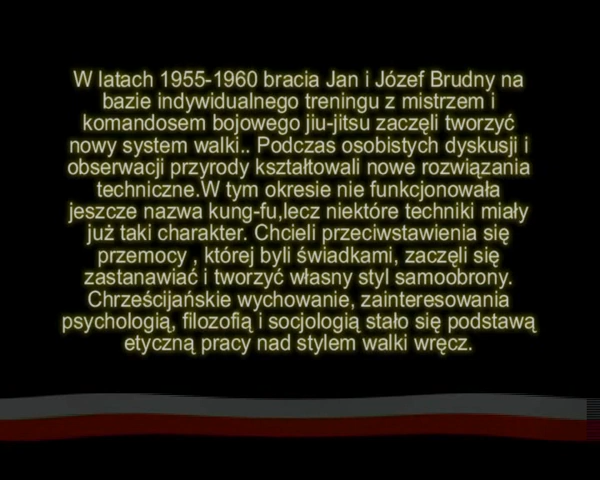 W latach 1955-1960 bracia Jan i Józef Brudny na
bazie indywidualnego treningu z mistrzem i
komandosem bojowego jiu-jitsu zaczęli tworzyć
nowy system walki.. Podczas osobistych dyskusji i
obserwacji przyrody kształtowali nowe rozwiązania
techniczne.W tym okresie nie funkcjonowała
jeszcze nazwa kung-fu,lecz niektóre techniki miały
już taki charakter. Chcieli przeciwstawienia się
przemocy , której byli świadkami, zaczęli się
zastanawiać i tworzyć własny styl samoobrony.
Chrześcijańskie wychowanie, zainteresowania
psychologią, filozofią i socjologią stało się podstawą
etyczną pracy nad stylem walki wręcz.